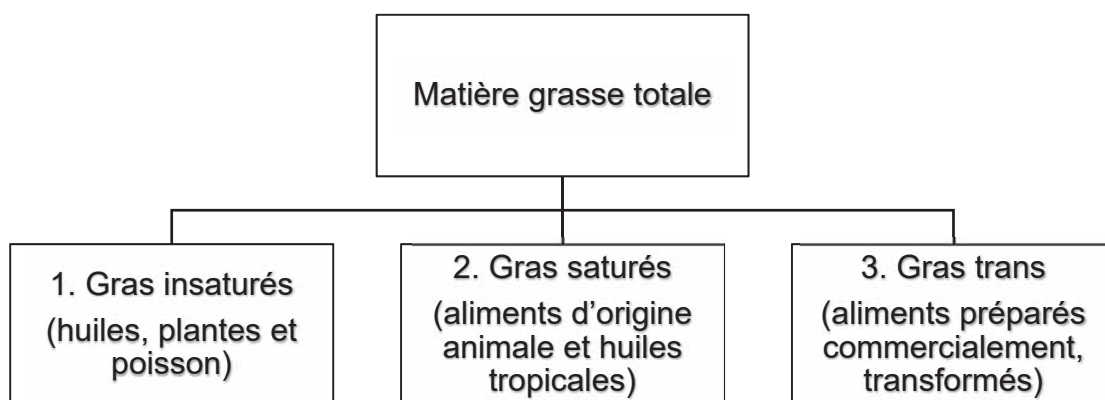 Matière grasse totale
1. Gras insaturés
(huiles, plantes et
poisson)
2. Gras saturés
(aliments d’origine
animale et huiles
tropicales)
3. Gras trans
(aliments préparés
commercialement,
transformés)